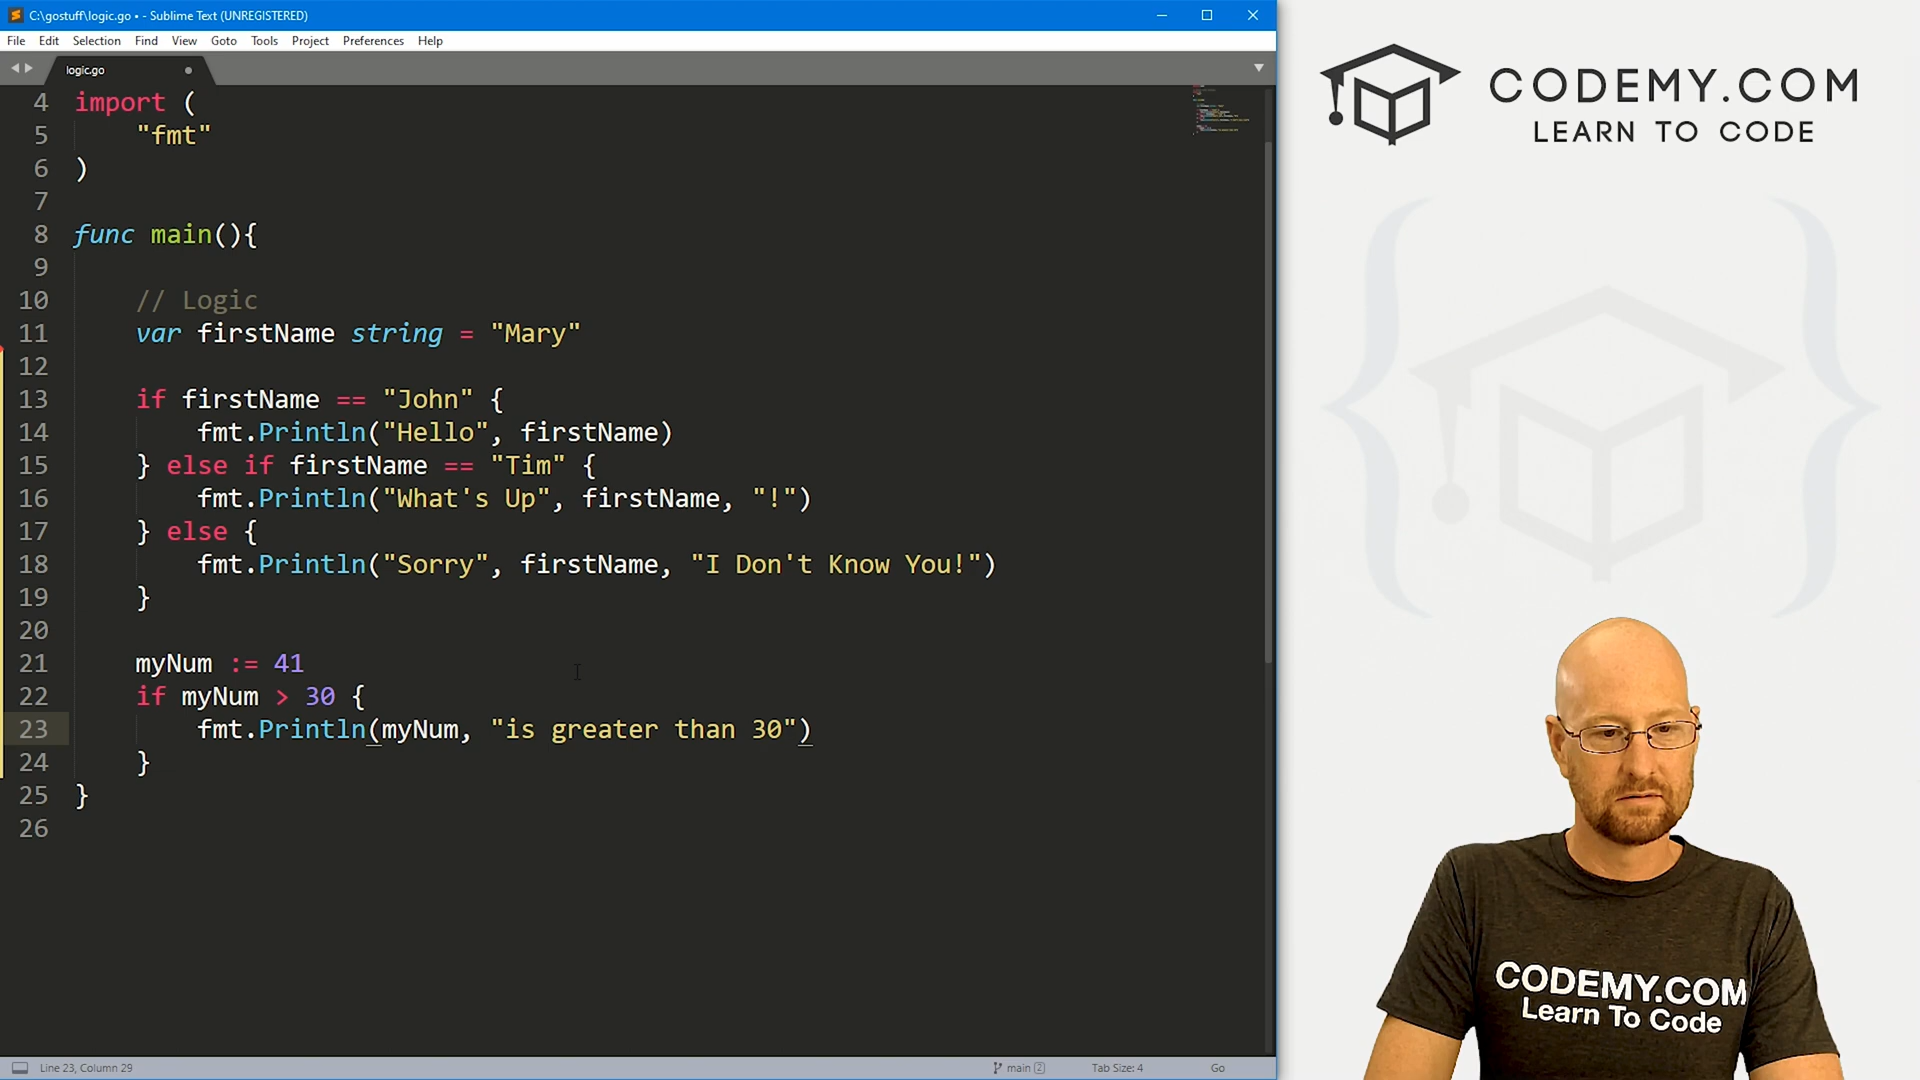 C:\gostuff\logic.go • - Sublime Text (UNREGISTERED)
File Edit Selection Find View Goto Tools Project Preferences Help
logic.go
4 import (
5 "fmt"
6 )
7
8 func main(){
9
10 // Logic
11 var firstName string = "Mary"
12
13 if firstName == "John" {
14 fmt.Println("Hello", firstName)
15 } else if firstName == "Tim" {
16 fmt.Println("What's Up", firstName, "!")
17 } else {
18 fmt.Println("Sorry", firstName, "I Don't Know You!")
19 }
20
21 myNum := 41
22 if myNum > 30 {
23 fmt.Println(myNum, "is greater than 30")
24 }
25 }
26
Line 23, Column 29
main 2
Tab Size: 4
Go
CODEMY.COM
LEARN TO CODE
CODEMY.COM
Learn To Code